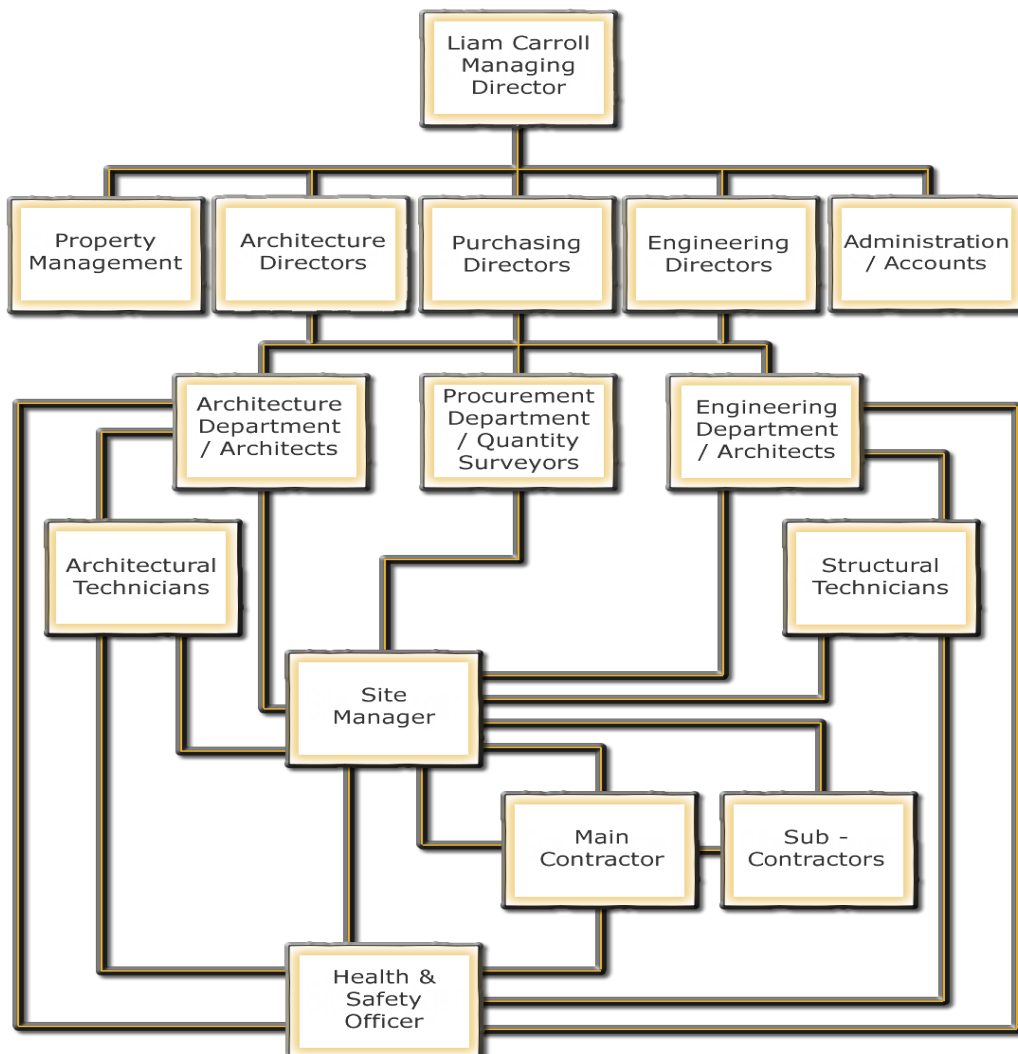 Liam Carroll
Managing
Director
Property
Management
Architecture
Directors
Purchasing
Directors
Engineering
Directors
Administration
/ Accounts
Architecture
Department
/ Architects
Procurement
Department
/ Quantity
Surveyors
Engineering
Department
/ Architects
Architectural
Technicians
Structural
Technicians
Site
Manager
Main
Contractor
Sub -
Contractors
Health &
Safety
Officer